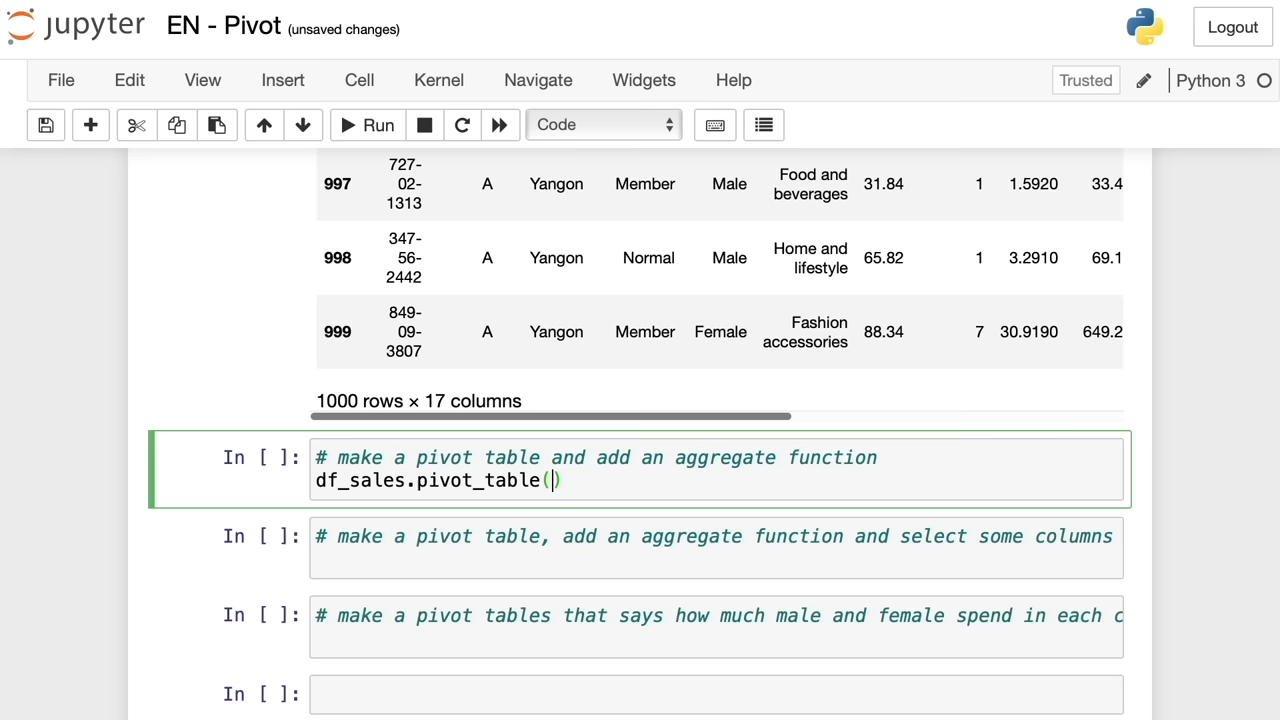 jupyter EN - Pivot (unsaved changes) Logout
File Edit View Insert Cell Kernel Navigate Widgets Help Trusted Python 3
Run Code
727-
997 02- A Yangon Member Male Food and beverages 31.84 1 1.5920 33.4
1313
347-
998 56- A Yangon Normal Male Home and lifestyle 65.82 1 3.2910 69.1
2442
849-
999 09- A Yangon Member Female Fashion accessories 88.34 7 30.9190 649.2
3807
1000 rows × 17 columns
In [ ]: # make a pivot table and add an aggregate function
df_sales.pivot_table()
In [ ]: # make a pivot table, add an aggregate function and select some columns
In [ ]: # make a pivot tables that says how much male and female spend in each c
In [ ]: